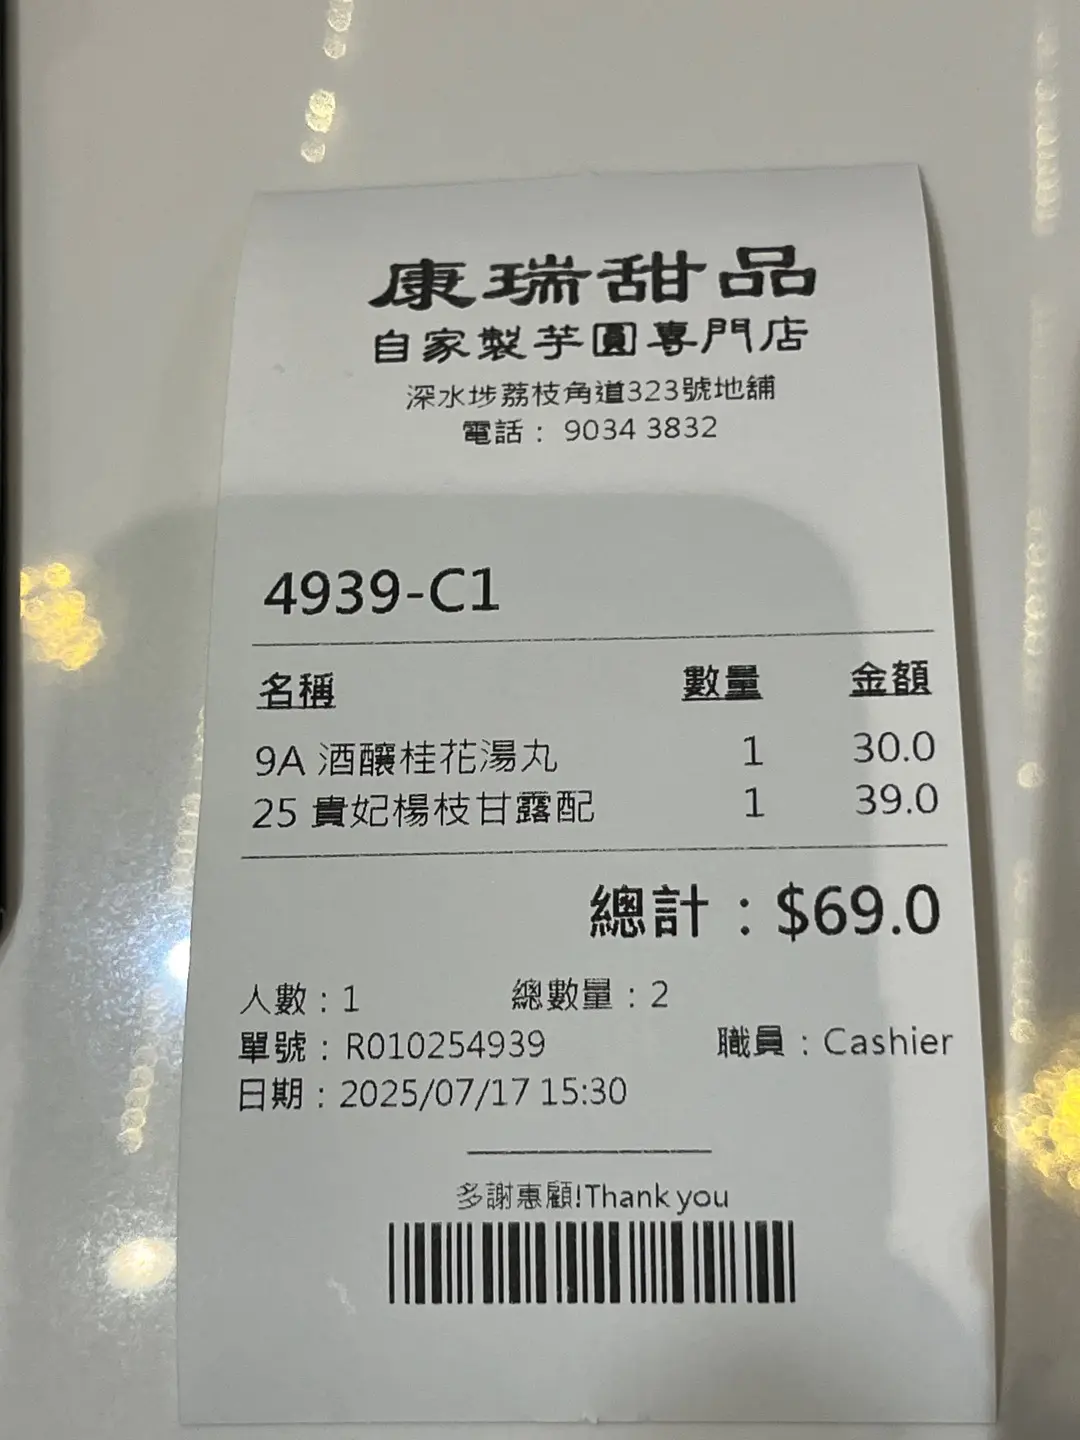 康瑞甜品
自家製芋圓專門店
深水埗荔枝角道323號地舖
電話： 9034 3832
4939-C1
名稱 數量 金額
9A 酒釀桂花湯丸 1 30.0
25 貴妃楊枝甘露配 1 39.0
總計：$69.0
人數：1 總數量：2
單號：R010254939 職員：Cashier
日期：2025/07/17 15:30
多謝惠顧!Thank you